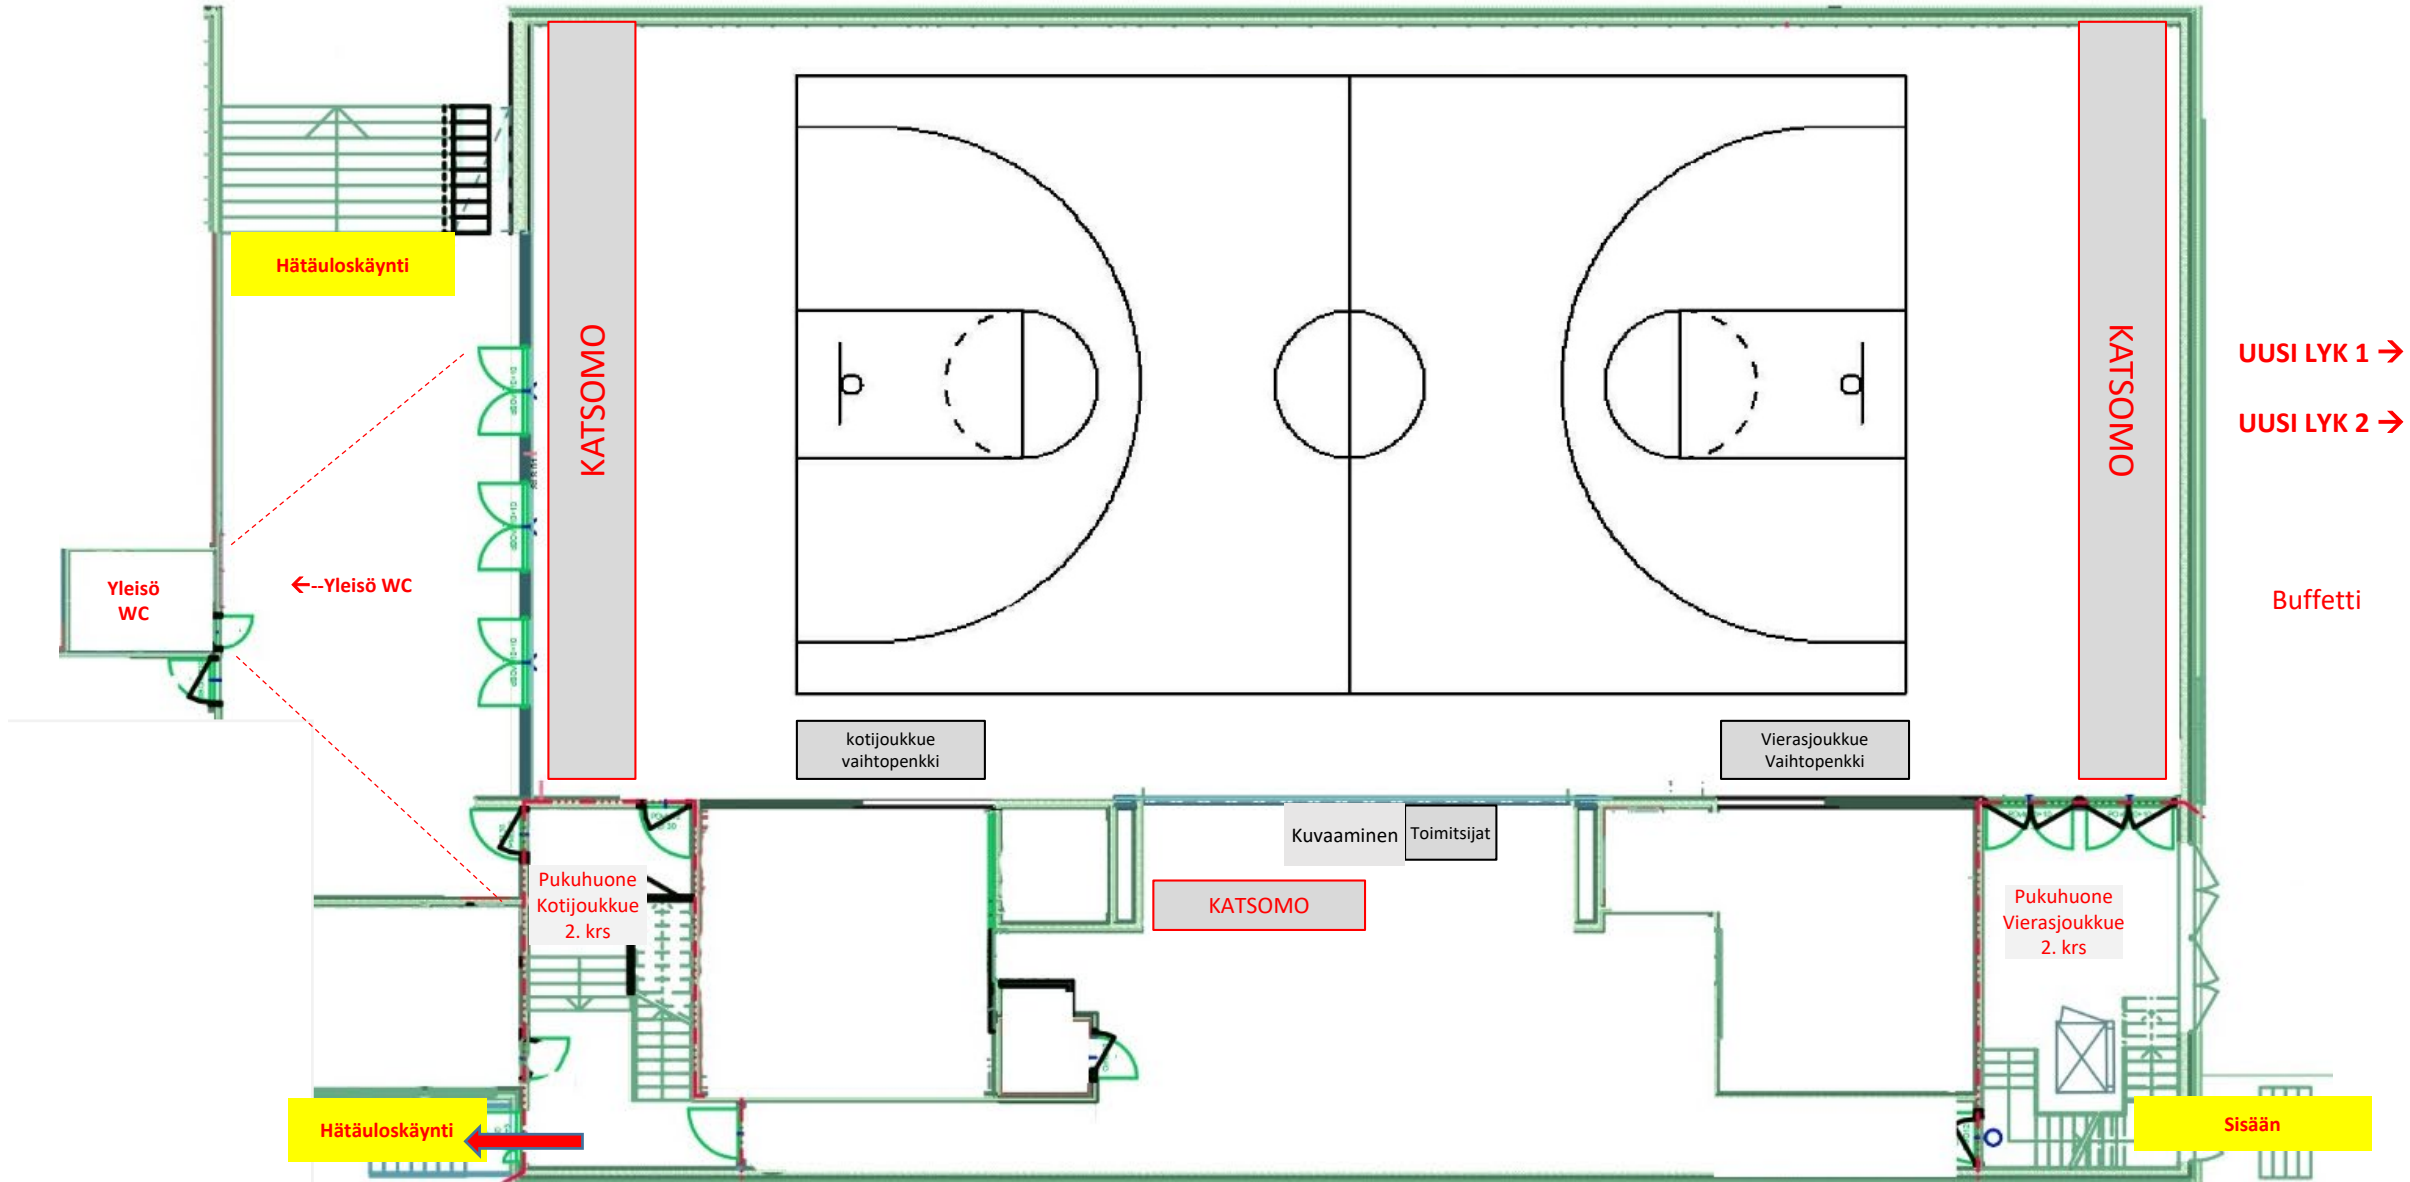 Hätäuloskäynti
KATSOMO
KATSOMO
UUSI LYK 1 →
UUSI LYK 2 →
Yleisö
WC
←--Yleisö WC
Buffetti
kotijoukkue
vaihtopenkki
Vierasjoukkue
Vaihtopenkki
Kuvaaminen
Toimitsijat
KATSOMO
Pukuhuone
Kotijoukkue
2. krs
Pukuhuone
Vierasjoukkue
2. krs
Hätäuloskäynti
Sisään